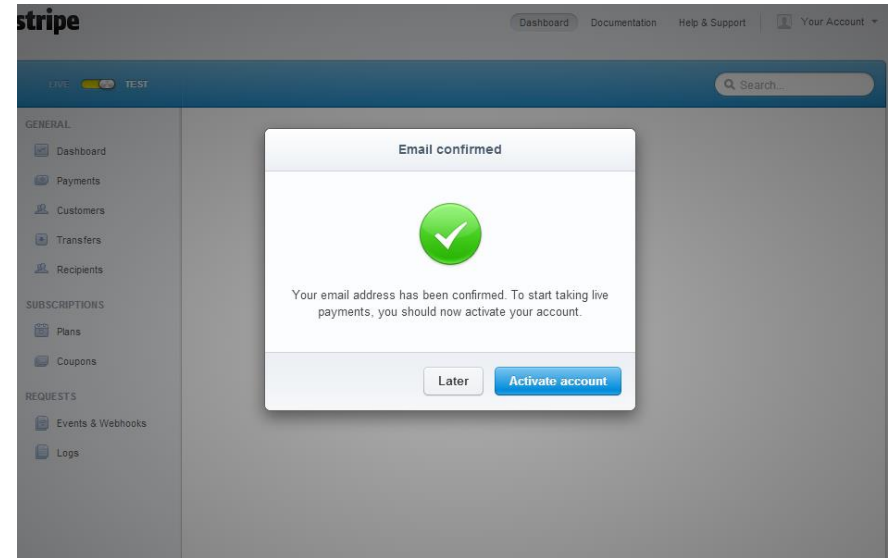 stripe
Dashboard Documentation Help & Support Your Account
LIVE TEST
Search...
GENERAL
Dashboard
Payments
Customers
Transfers
Recipients
SUBSCRIPTIONS
Plans
Coupons
REQUESTS
Events & Webhooks
Logs
Email confirmed
Your email address has been confirmed. To start taking live
payments, you should now activate your account.
Later Activate account